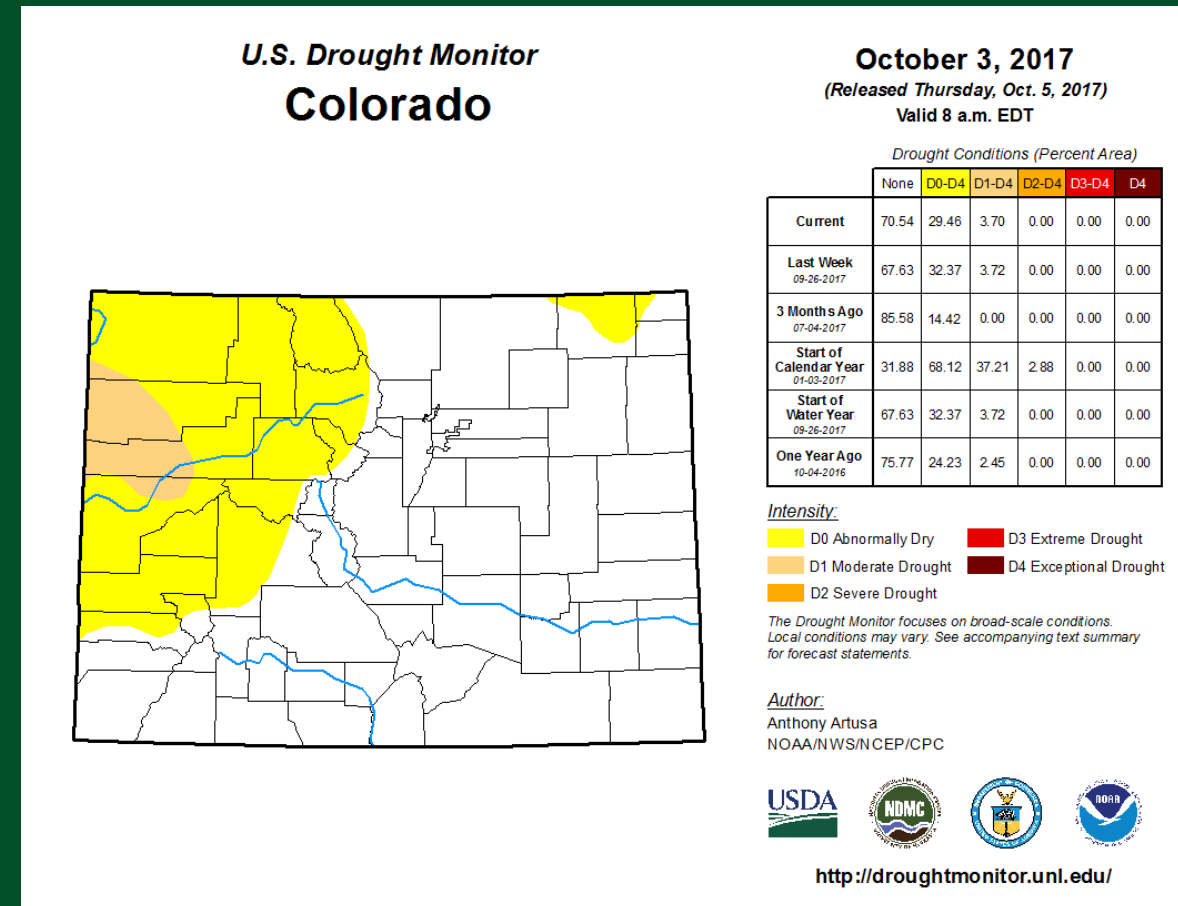 U.S. Drought Monitor
Colorado
October 3, 2017
(Released Thursday, Oct. 5, 2017)
Valid 8 a.m. EDT
Drought Conditions (Percent Area)
None D0-D4 D1-D4 D2-D4 D3-D4 D4
Current 70.54 29.46 3.70 0.00 0.00 0.00
Last Week
09-26-2017
67.63 32.37 3.72 0.00 0.00 0.00
3 Months Ago
07-04-2017
85.58 14.42 0.00 0.00 0.00 0.00
Start of
Calendar Year
01-03-2017
31.88 68.12 37.21 2.88 0.00 0.00
Start of
Water Year
09-26-2017
67.63 32.37 3.72 0.00 0.00 0.00
One Year Ago
10-04-2016
75.77 24.23 2.45 0.00 0.00 0.00
Intensity:
D0 Abnormally Dry
D3 Extreme Drought
D1 Moderate Drought
D4 Exceptional Drought
D2 Severe Drought
The Drought Monitor focuses on broad-scale conditions.
Local conditions may vary. See accompanying text summary
for forecast statements.
Author:
Anthony Artusa
NOAA/NWS/NCEP/CPC
USDA
NDMC
NOAA
http://droughtmonitor.unl.edu/